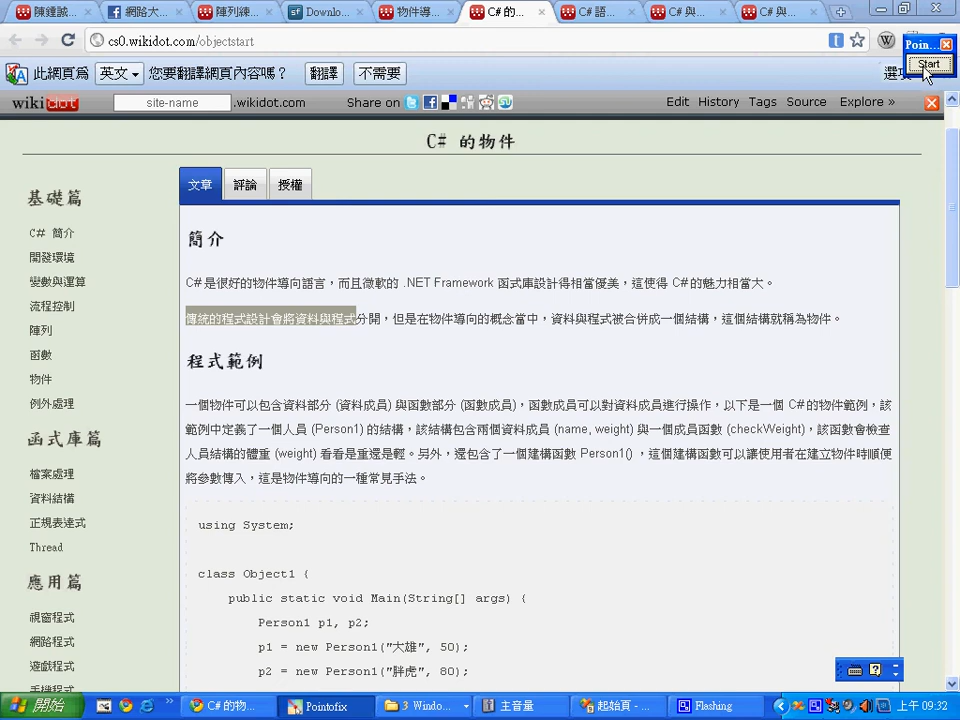 陳鍾誠...
網路大...
陣列練...
Downlo...
物件導...
C# 的...
C# 語...
C# 與...
C# 與...
cs0.wikidot.com/objectstart
Poin...
Start
此網頁為 英文 您要翻譯網頁內容嗎？ 翻譯 不需要
wikidot site-name .wikidot.com Share on Edit History Tags Source Explore »
C# 的物件
基礎篇
C# 簡介
開發環境
變數與運算
流程控制
陣列
函數
物件
例外處理
函式庫篇
檔案處理
資料結構
正規表達式
Thread
應用篇
視窗程式
網路程式
遊戲程式
文章 評論 授權
簡介
C# 是很好的物件導向語言，而且微軟的 .NET Framework 函式庫設計得相當優美，這使得 C# 的魅力相當大。
傳統的程式設計會將資料與程式分開，但是在物件導向的概念當中，資料與程式被合併成一個結構，這個結構就稱為物件。
程式範例
一個物件可以包含資料部分 (資料成員) 與函數部分 (函數成員)，函數成員可以對資料成員進行操作，以下是一個 C# 的物件範例，該
範例中定義了一個人員 (Person1) 的結構，該結構包含兩個資料成員 (name, weight) 與一個成員函數 (checkWeight)，該函數會檢查
人員結構的體重 (weight) 看看是重還是輕。另外，還包含了一個建構函數 Person1() ，這個建構函數可以讓使用者在建立物件時順便
將參數傳入，這是物件導向的一種常見手法。
using System;
class Object1 {
public static void Main(String[] args) {
Person1 p1, p2;
p1 = new Person1("大雄", 50);
p2 = new Person1("胖虎", 80);
開始
C# 的物...
Pointofix
3 Windo...
主音量
起始頁 - ...
Flashing
上午 09:32